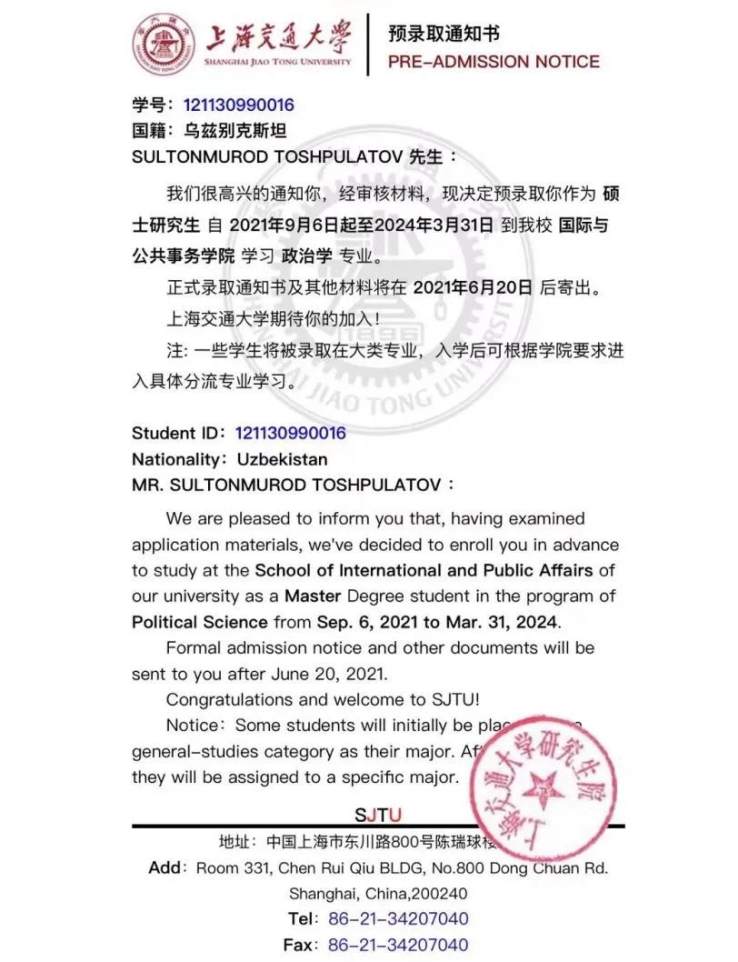 上海交通大学
SHANGHAI JIAO TONG UNIVERSITY
预录取通知书
PRE-ADMISSION NOTICE
学号：121130990016
国籍：乌兹别克斯坦
SULTONMUROD TOSHPULATOV 先生：
我们很高兴的通知你，经审核材料，现决定预录取你作为 硕
士研究生 自 2021年9月6日起至2024年3月31日 到我校 国际与
公共事务学院 学习 政治学 专业。
正式录取通知书及其他材料将在 2021年6月20日 后寄出。
上海交通大学期待你的加入！
注: 一些学生将被录取在大类专业，入学后可根据学院要求进
入具体分流专业学习。
1896
SHANGHAI JIAO TONG UNIVERSITY
Student ID：121130990016
Nationality：Uzbekistan
MR. SULTONMUROD TOSHPULATOV：
We are pleased to inform you that, having examined
application materials, we've decided to enroll you in advance
to study at the School of International and Public Affairs of
our university as a Master Degree student in the program of
Political Science from Sep. 6, 2021 to Mar. 31, 2024.
Formal admission notice and other documents will be
sent to you after June 20, 2021.
Congratulations and welcome to SJTU!
Notice：Some students will initially be
general-studies category as their major.
they will be assigned to a specific major.
上海交通大学研究生院
SJTU
地址：中国上海市东川路800号陈瑞球楼
Add：Room 331, Chen Rui Qiu BLDG, No.800 Dong Chuan Rd.
Shanghai, China,200240
Tel：86-21-34207040
Fax：86-21-34207040